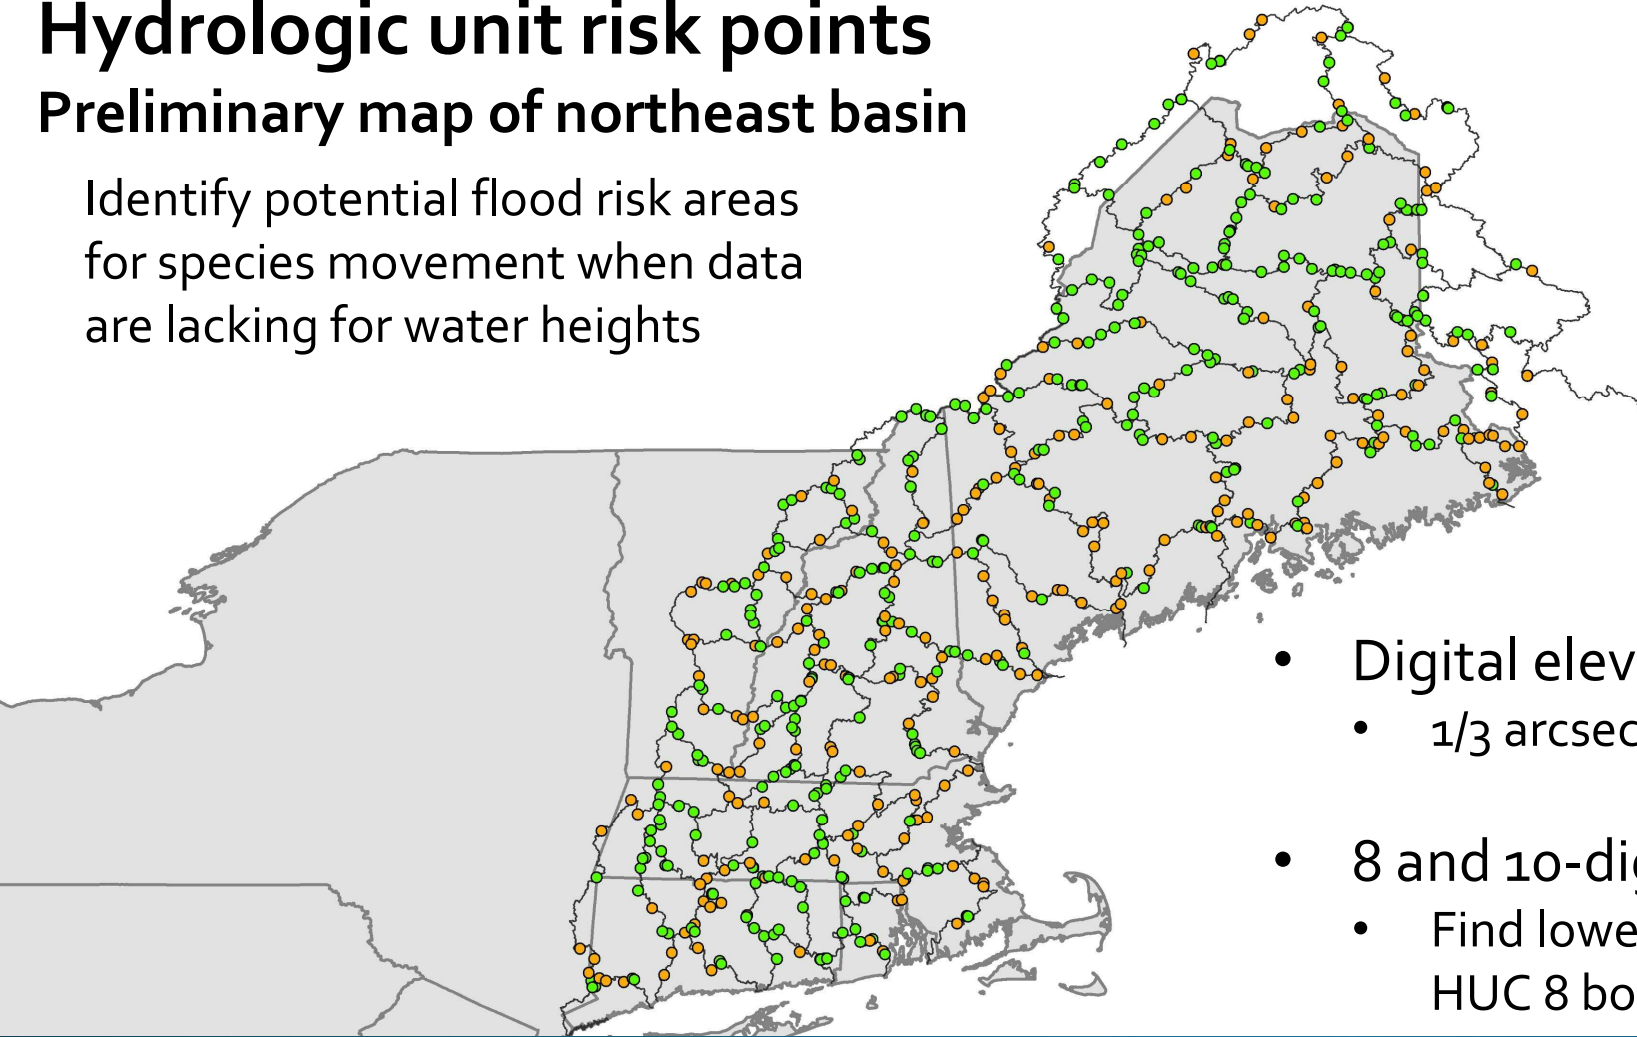 Hydrologic unit risk points
Preliminary map of northeast basin
Identify potential flood risk areas
for species movement when data
are lacking for water heights
• Digital elev
• 1/3 arcsec
• 8 and 10-dig
• Find lowe
HUC 8 bo